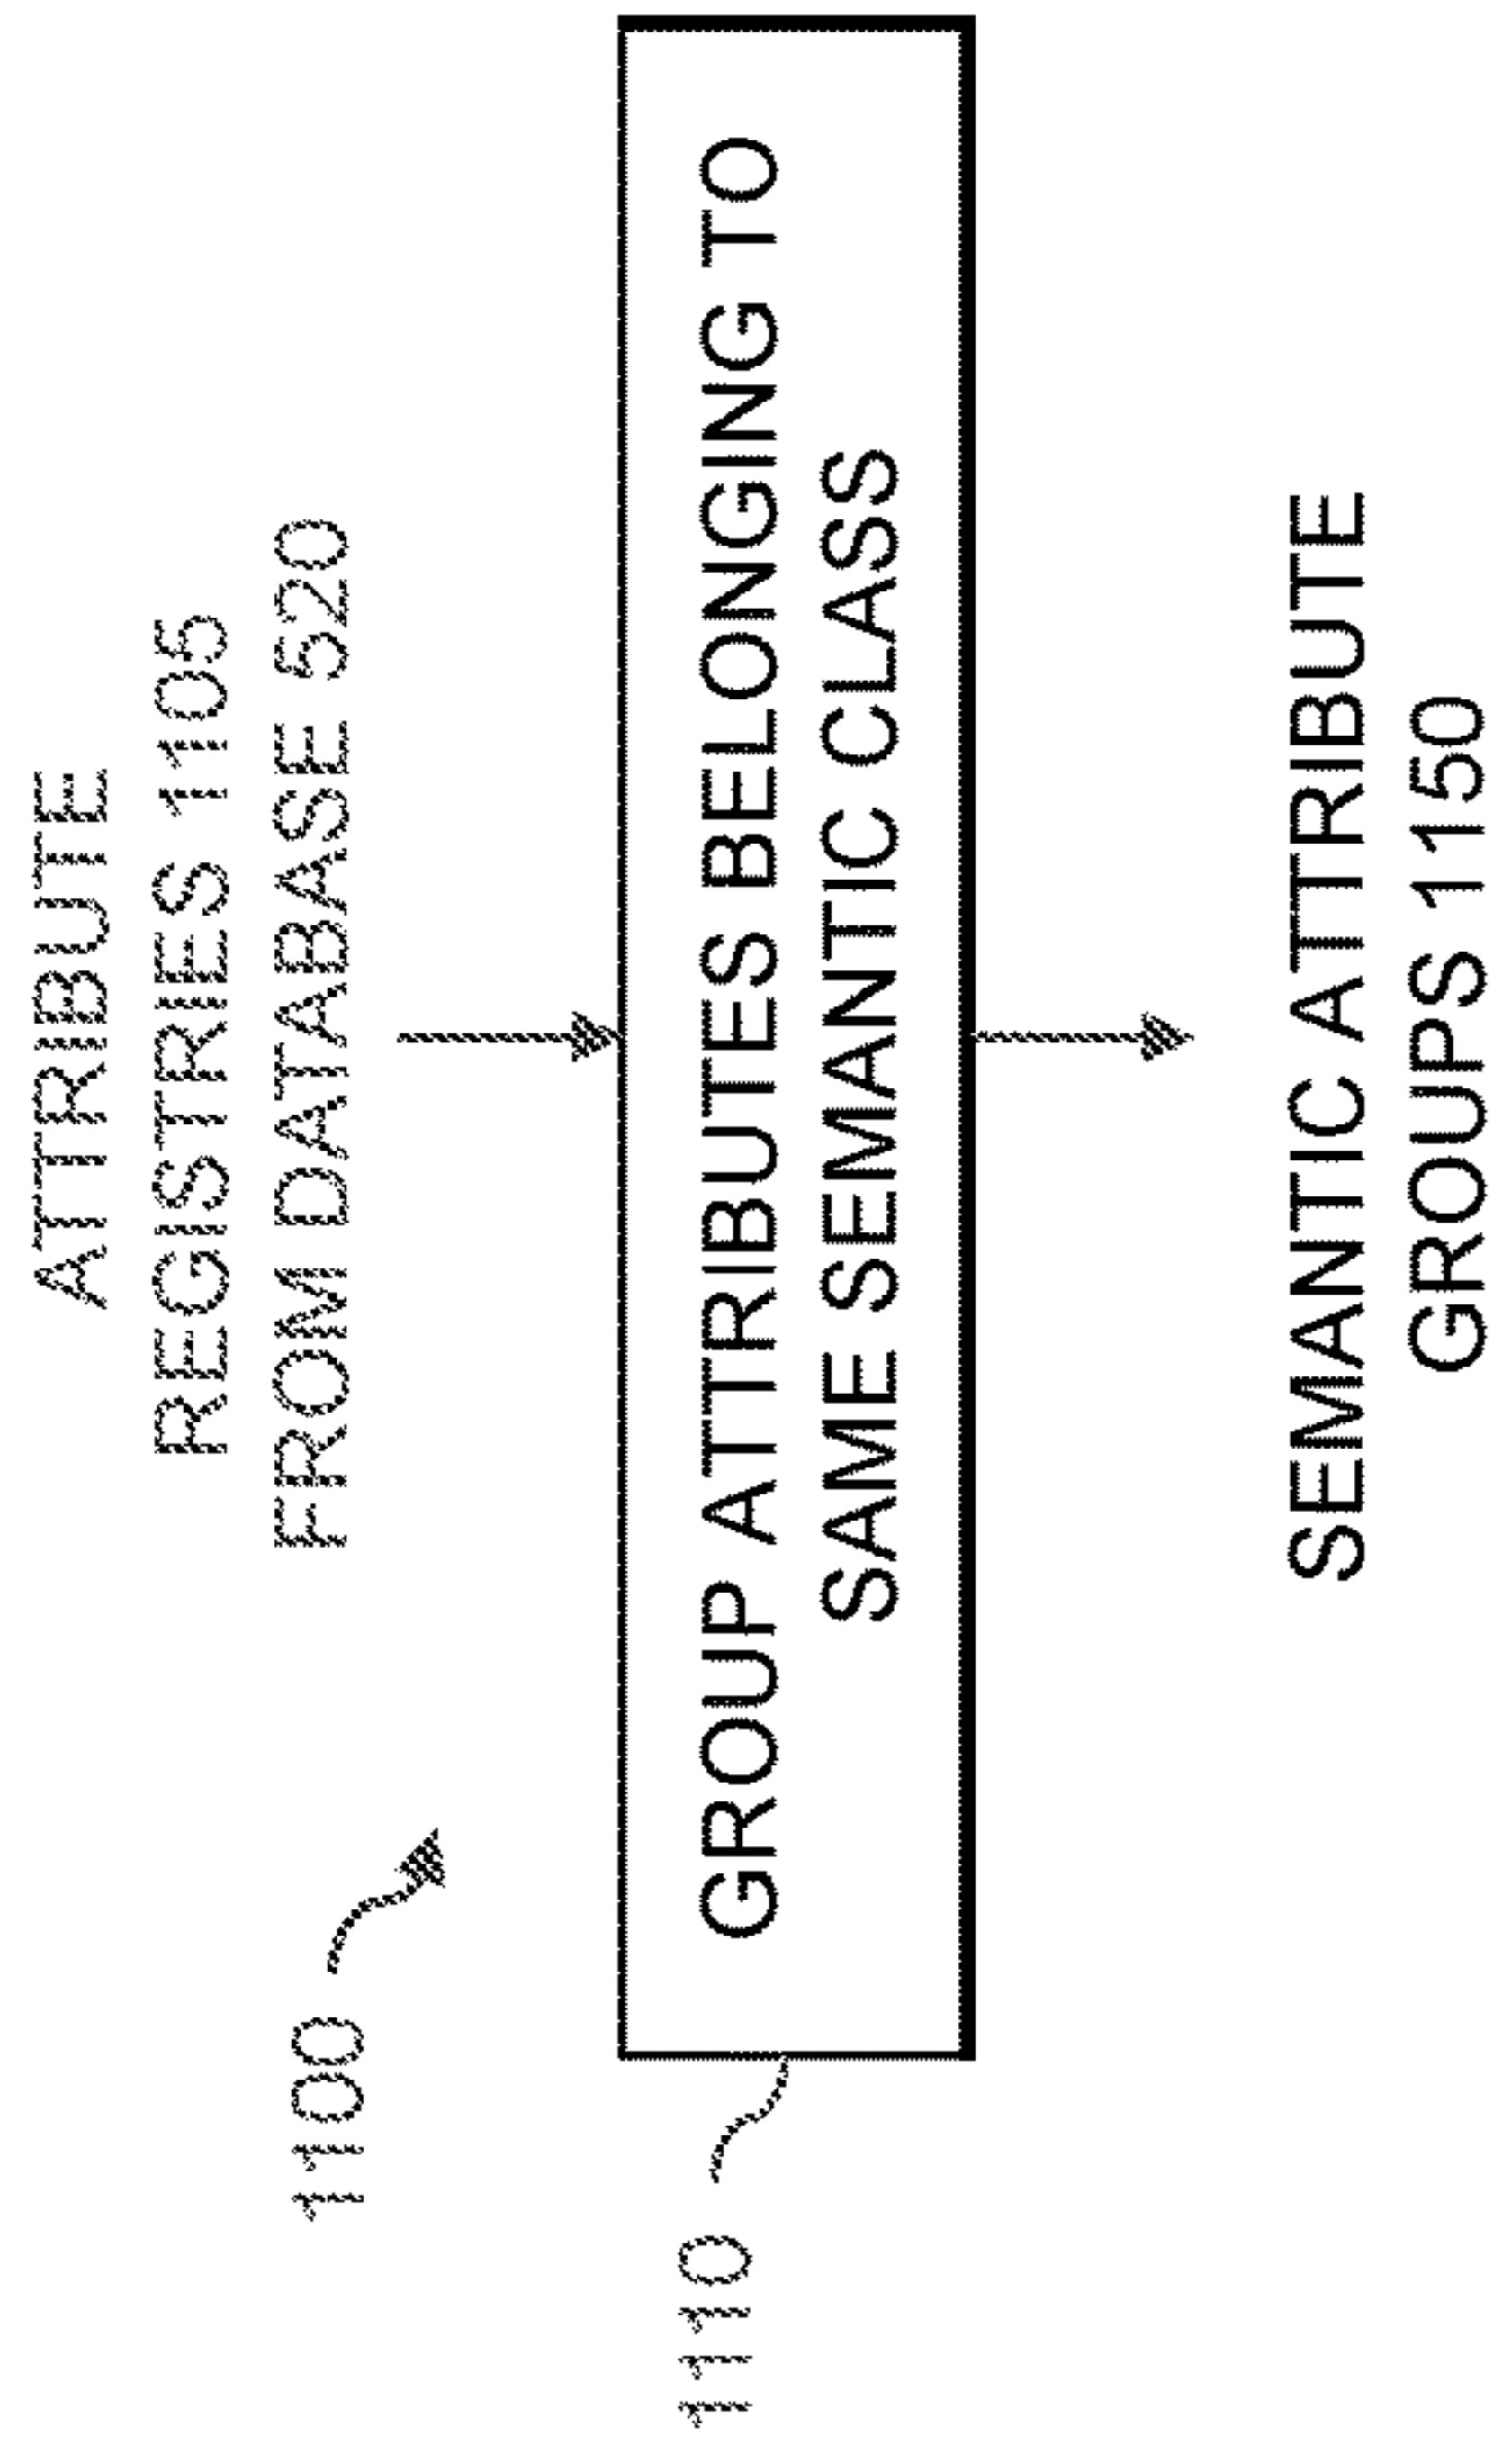 ATTRIBUTE
REGISTRIES 1105
FROM DATABASE 520
1100
GROUP ATTRIBUTES BELONGING TO
SAME SEMANTIC CLASS
1110
SEMANTIC ATTRIBUTE
GROUPS 1150